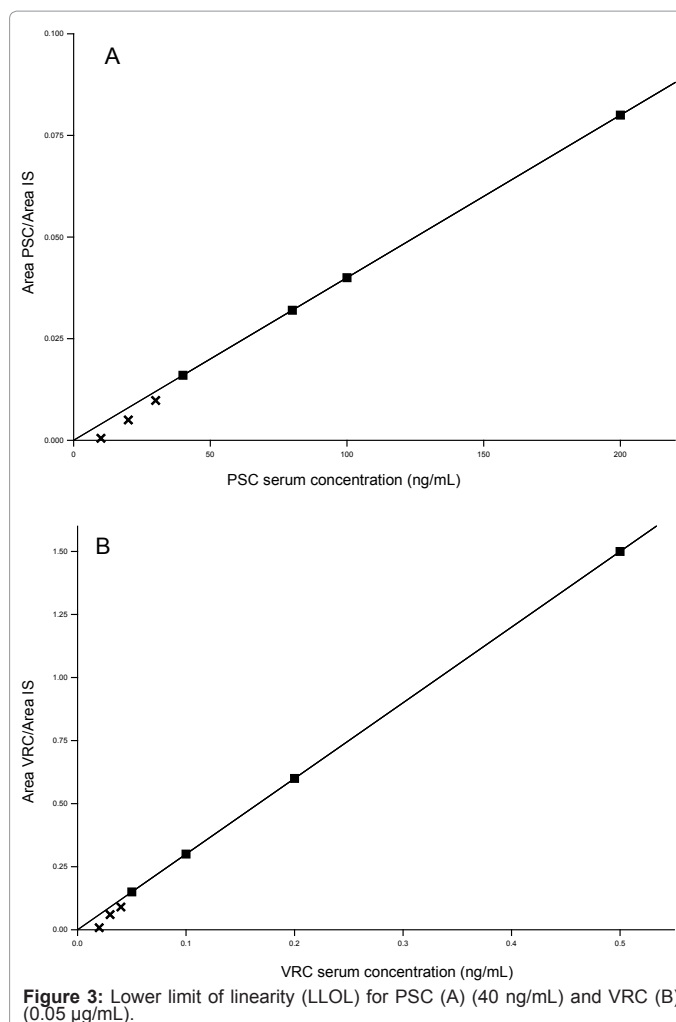 A
0.100
0.075
0.050
0.025
0.000
Area PSC/Area IS
0 50 100 150 200
PSC serum concentration (ng/mL)
B
1.50
1.25
1.00
0.75
0.50
0.25
0.00
Area VRC/Area IS
0.0 0.1 0.2 0.3 0.4 0.5
VRC serum concentration (ng/mL)
Figure 3: Lower limit of linearity (LLOL) for PSC (A) (40 ng/mL) and VRC (B)
(0.05 µg/mL).